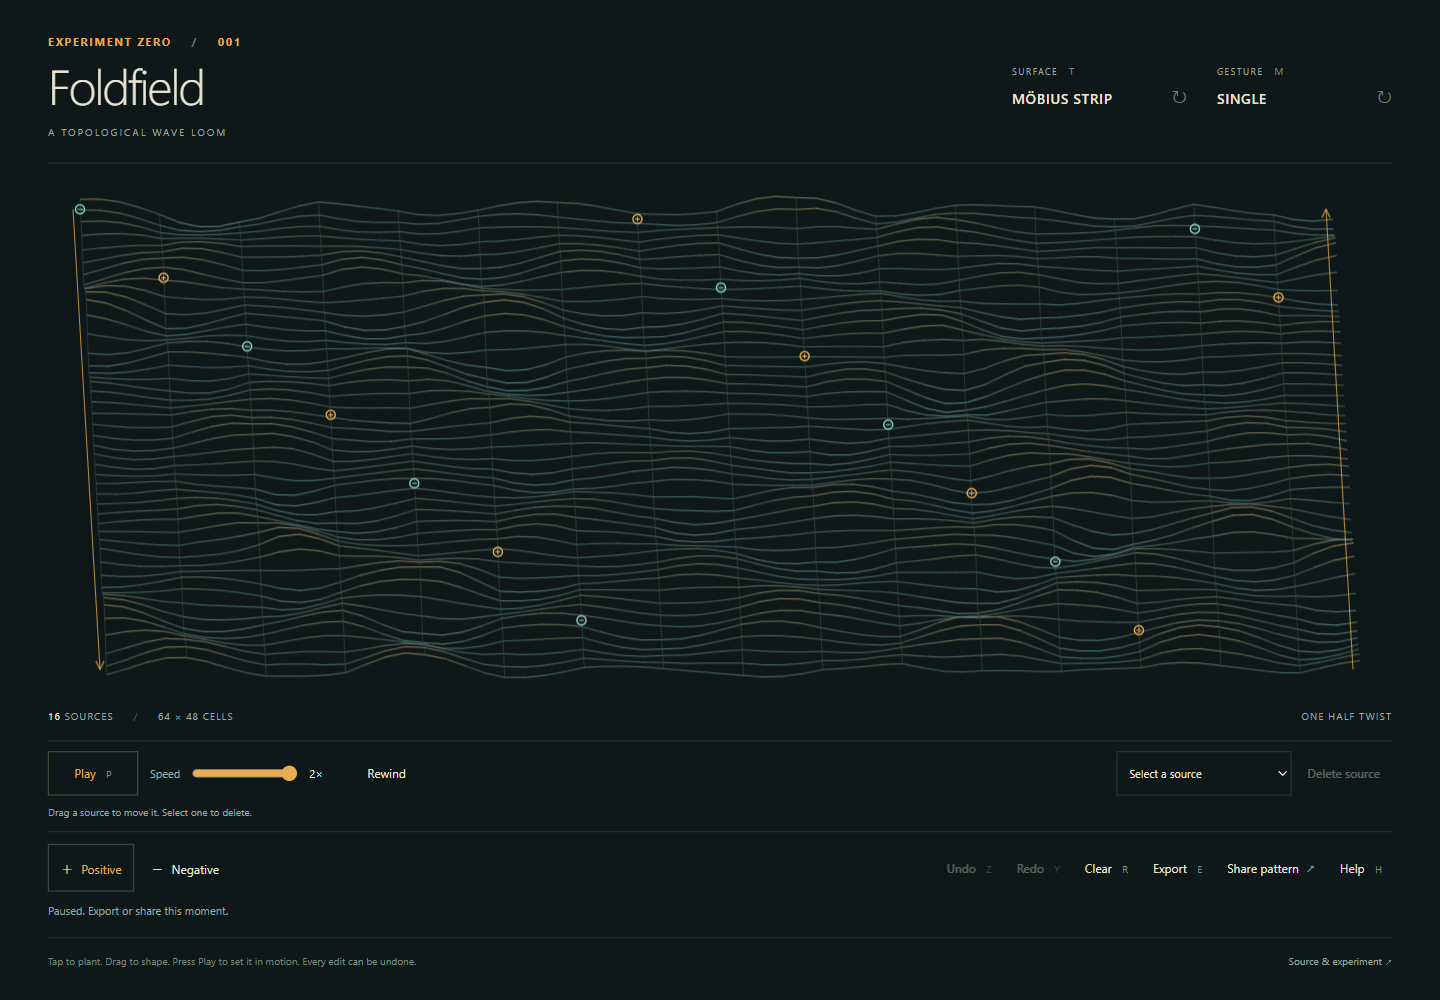 EXPERIMENT ZERO / 001
Foldfield
A TOPOLOGICAL WAVE LOOM
SURFACE T
MÖBIUS STRIP ↻
GESTURE M
SINGLE ↻
16 SOURCES / 64 × 48 CELLS
ONE HALF TWIST
Play P
Speed
2×
Rewind
Select a source
Delete source
Drag a source to move it. Select one to delete.
+ Positive
− Negative
Undo Z
Redo Y
Clear R
Export E
Share pattern ↗
Help H
Paused. Export or share this moment.
Tap to plant. Drag to shape. Press Play to set it in motion. Every edit can be undone.
Source & experiment ↗